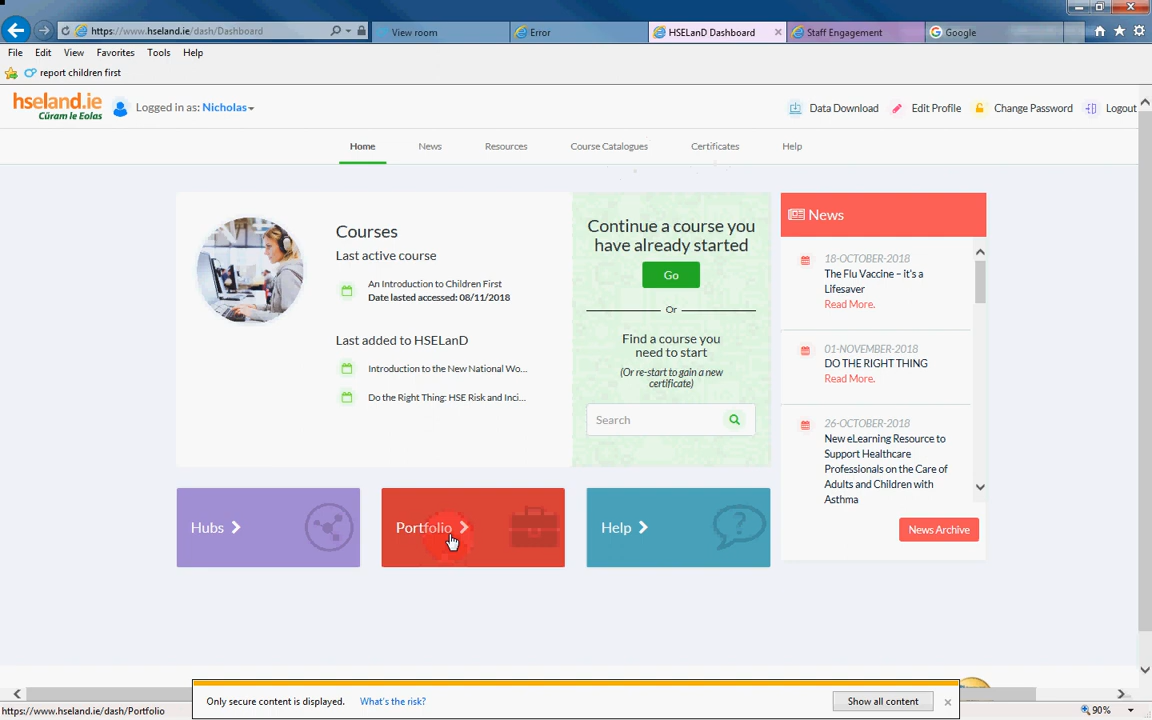 https://www.hseland.ie/dash/Dashboard
View room
Error
HSELanD Dashboard
Staff Engagement
Google
File Edit View Favorites Tools Help
report children first
hseland.ie
Cúram le Eolas
Logged in as: Nicholas
Data Download
Edit Profile
Change Password
Logout
Home
News
Resources
Course Catalogues
Certificates
Help
Courses
Last active course
An Introduction to Children First
Date lasted accessed: 08/11/2018
Last added to HSELanD
Introduction to the New National Wo...
Do the Right Thing: HSE Risk and Inci...
Continue a course you
have already started
Go
Or
Find a course you
need to start
(Or re-start to gain a new
certificate)
Search
News
18-OCTOBER-2018
The Flu Vaccine – it's a
Lifesaver
Read More.
01-NOVEMBER-2018
DO THE RIGHT THING
Read More.
26-OCTOBER-2018
New eLearning Resource to
Support Healthcare
Professionals on the Care of
Adults and Children with
Asthma
News Archive
Hubs
Portfolio
Help
Only secure content is displayed.
What's the risk?
Show all content
https://www.hseland.ie/dash/Portfolio
90%